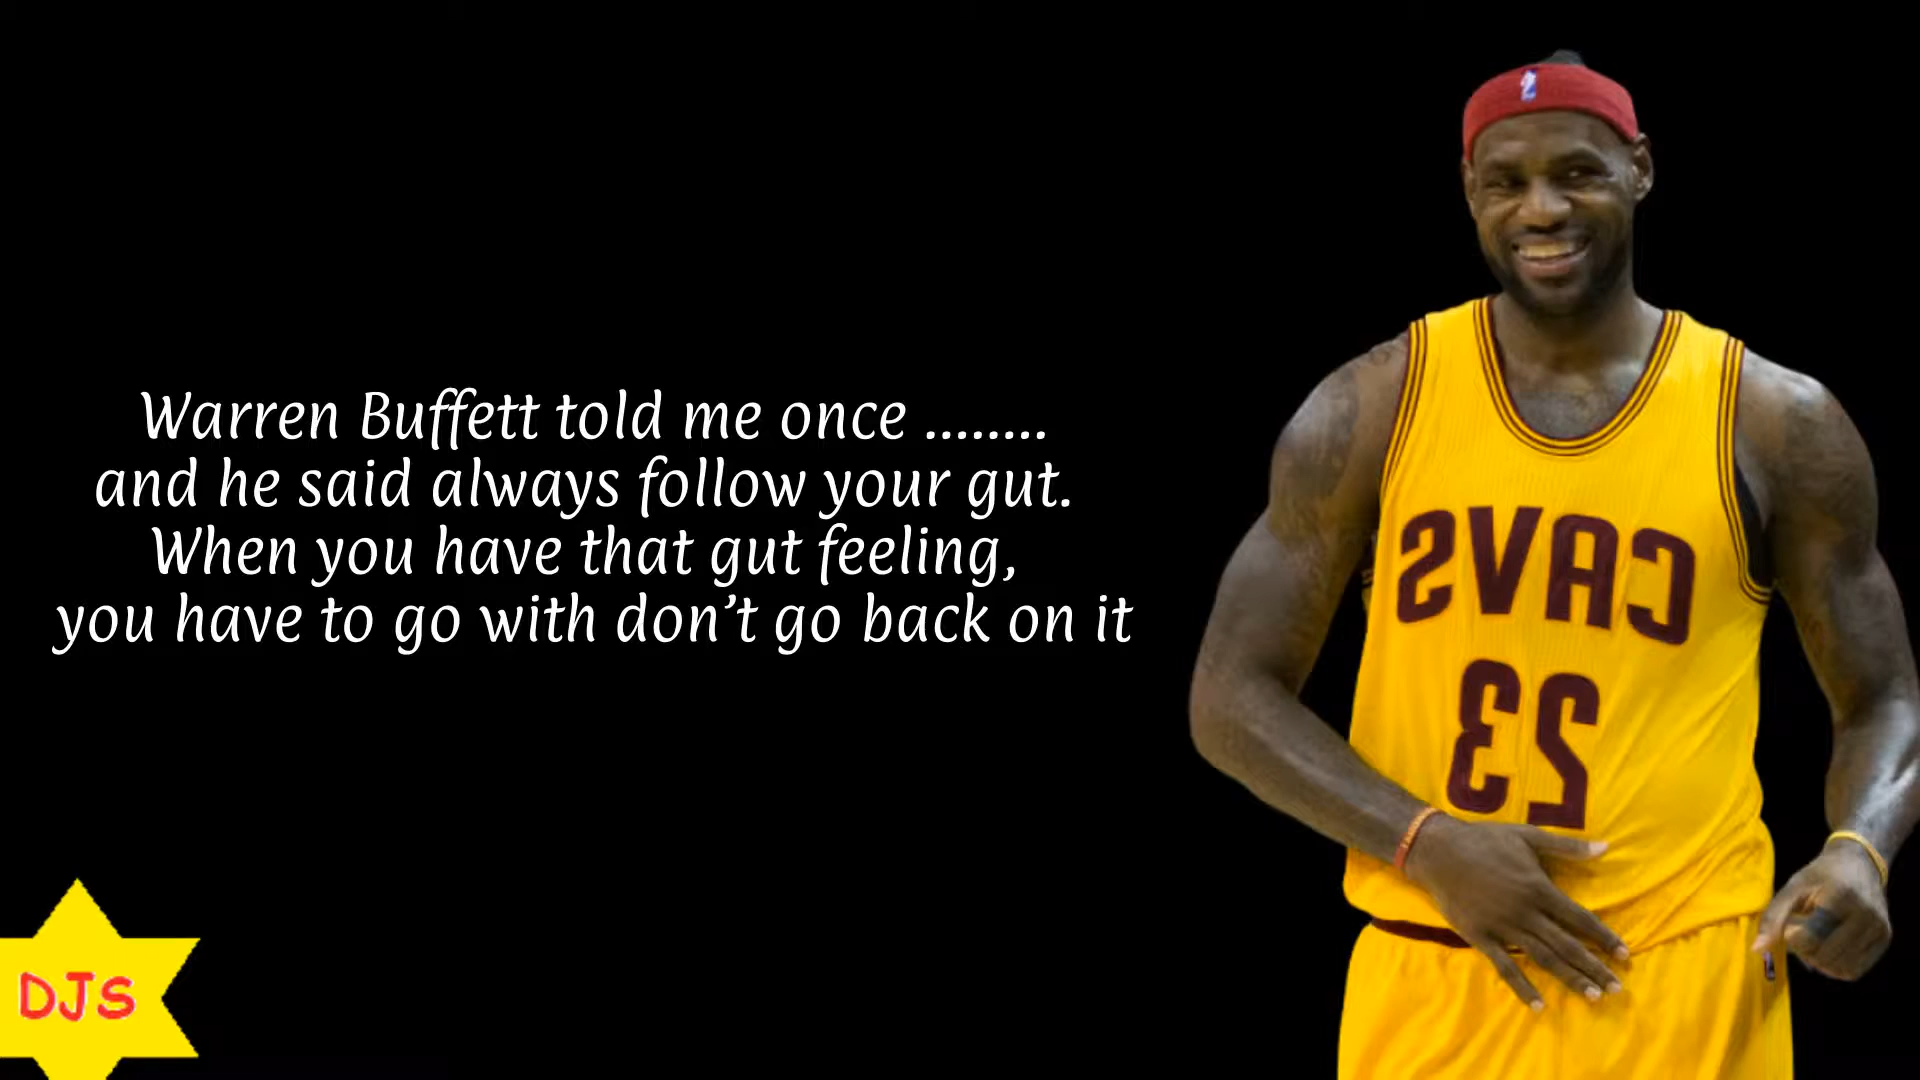 Warren Buffett told me once ........
and he said always follow your gut.
When you have that gut feeling,
you have to go with don’t go back on it
CAVS
23
DJS